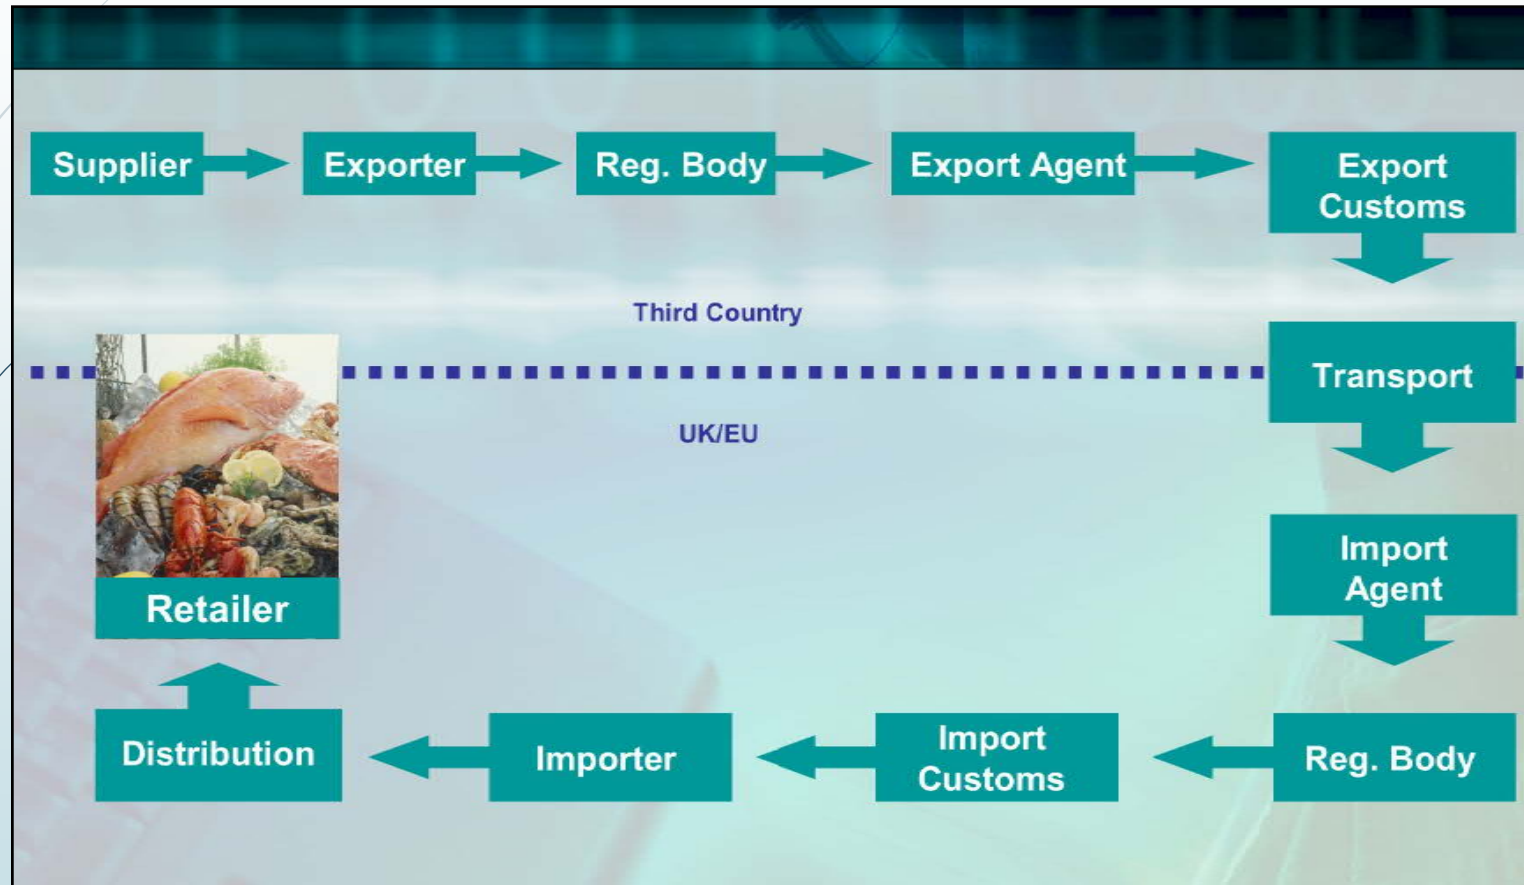 Supplier
Exporter
Reg. Body
Export Agent
Export
Customs
Third Country
Transport
UK/EU
Import
Agent
Retailer
Distribution
Importer
Import
Customs
Reg. Body